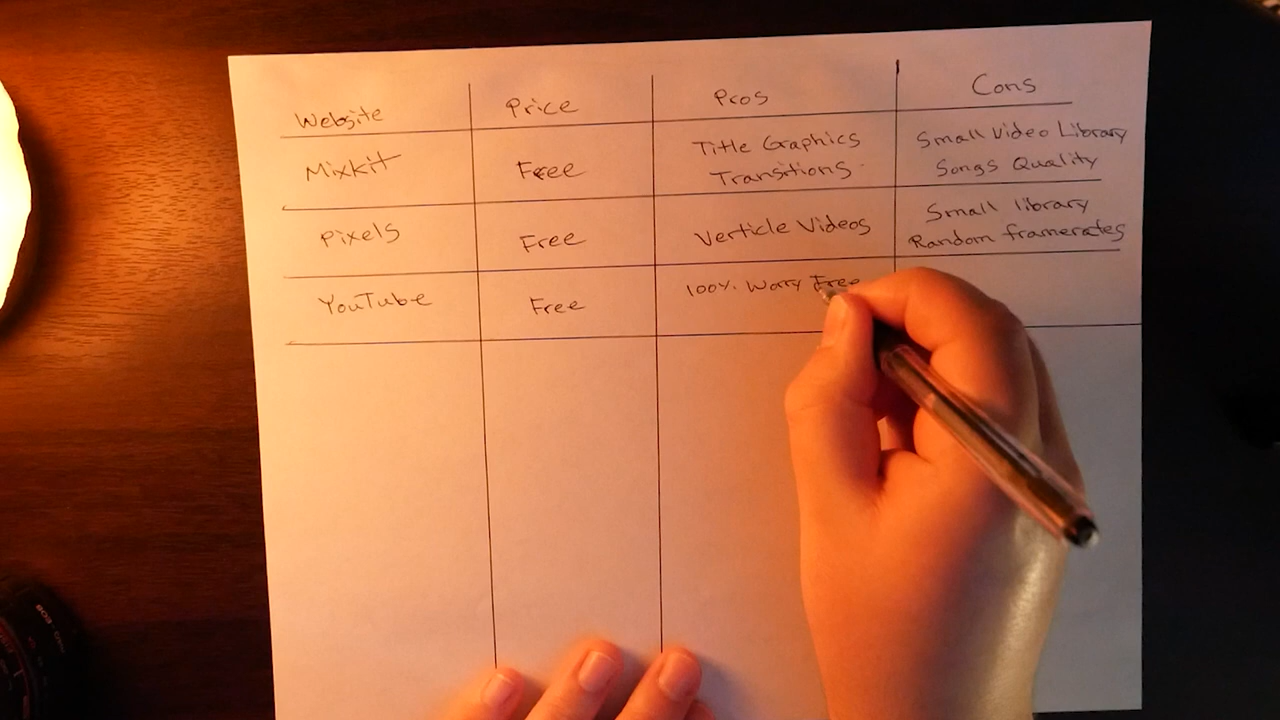 Website Price Pros Cons
Mixkit Free Title Graphics Small Video Library
Transitions Songs Quality
Pixels Free Verticle Videos Small library
Random framerates
YouTube Free 100% Worry Free